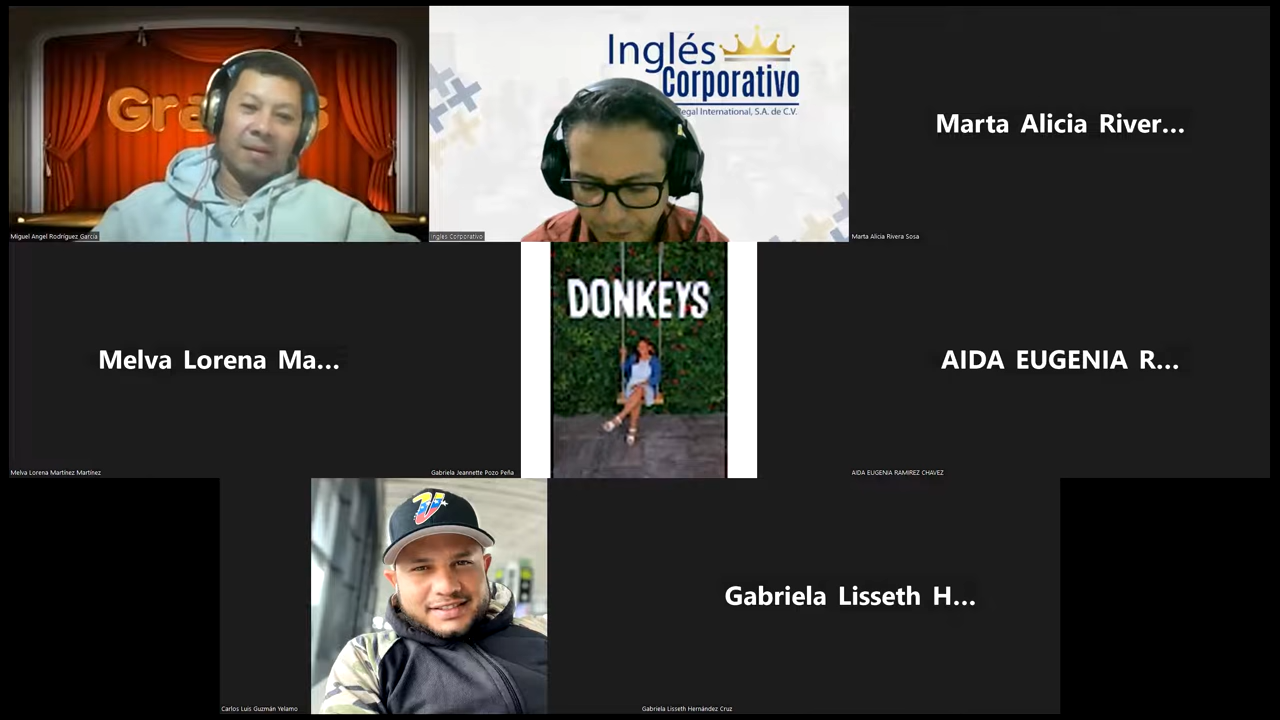 Gra
s
Miguel Angel Rodríguez García
Inglés
Corporativo
egal International, S.A. de C.V.
Inglés Corporativo
Marta Alicia River...
Marta Alicia Rivera Sosa
Melva Lorena Ma...
Melva Lorena Martínez Martínez
DONKEYS
Gabriela Jeannette Pozo Peña
AIDA EUGENIA R...
AIDA EUGENIA RAMIREZ CHAVEZ
Carlos Luis Guzmán Yelamo
Gabriela Lisseth H...
Gabriela Lisseth Hernández Cruz